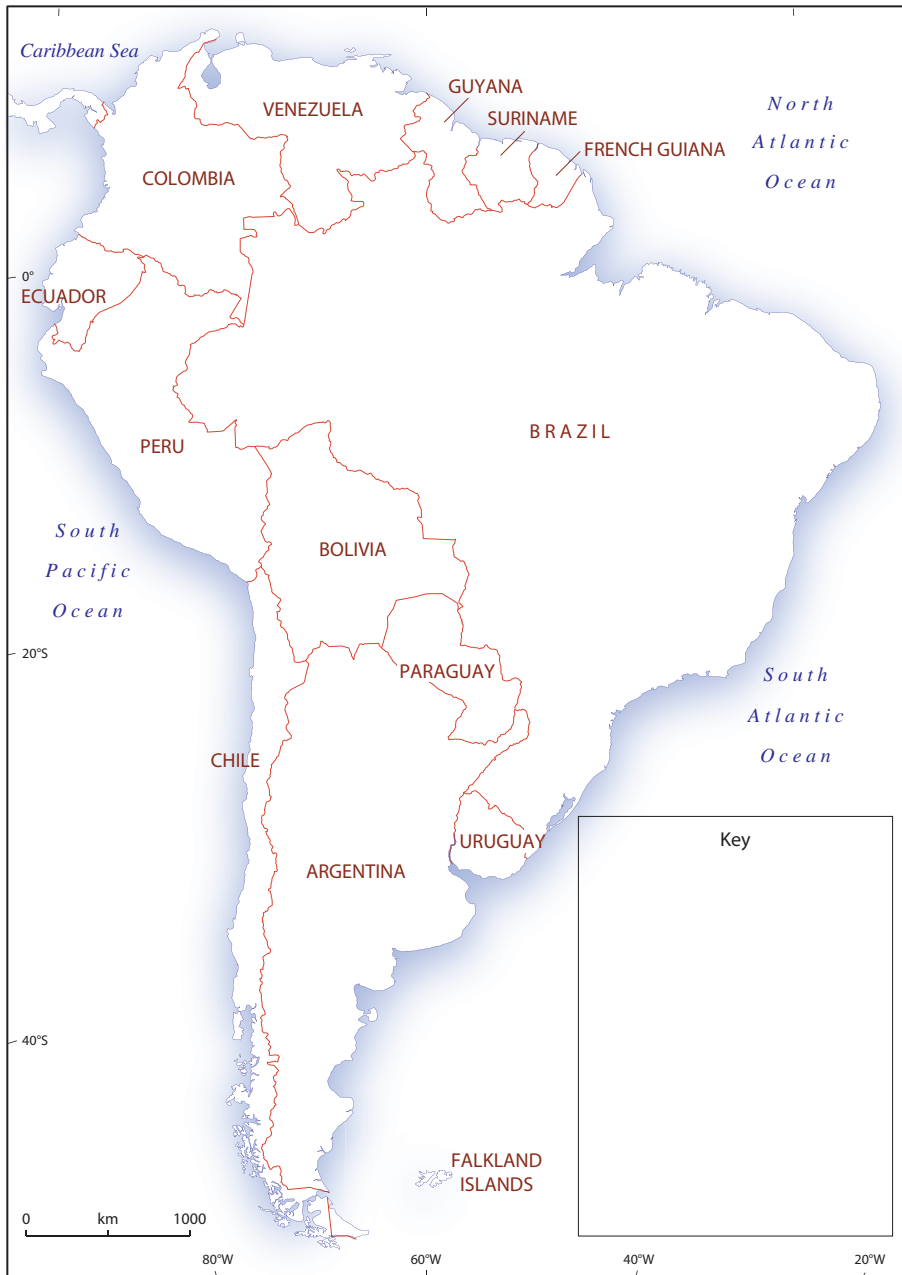 Caribbean Sea
GUYANA
VENEZUELA
SURINAME
North
Atlantic
Ocean
FRENCH GUIANA
COLOMBIA
0°
ECUADOR
BRAZIL
PERU
South
Pacific
Ocean
BOLIVIA
20°S
PARAGUAY
South
Atlantic
Ocean
CHILE
URUGUAY
Key
ARGENTINA
40°S
FALKLAND
ISLANDS
0 km 1000
80°W 60°W 40°W 20°W